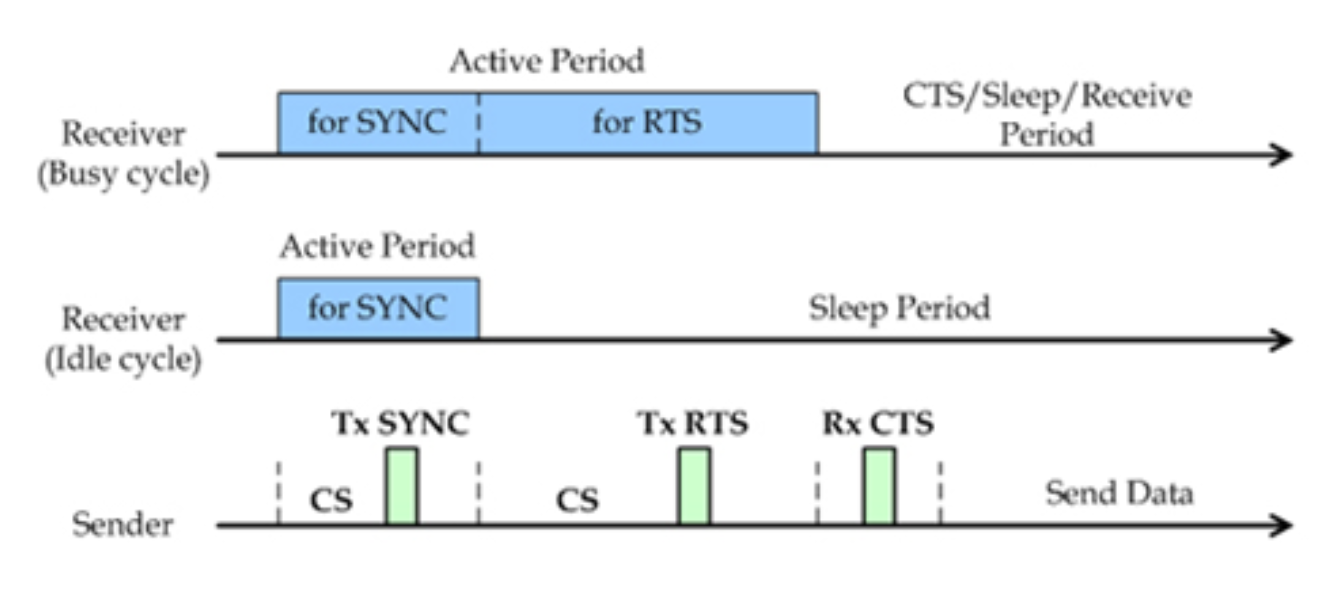 Active Period
for SYNC
for RTS
CTS/Sleep/Receive
Period
Receiver
(Busy cycle)
Active Period
for SYNC
Sleep Period
Receiver
(Idle cycle)
Tx SYNC
Tx RTS
Rx CTS
CS
CS
Send Data
Sender